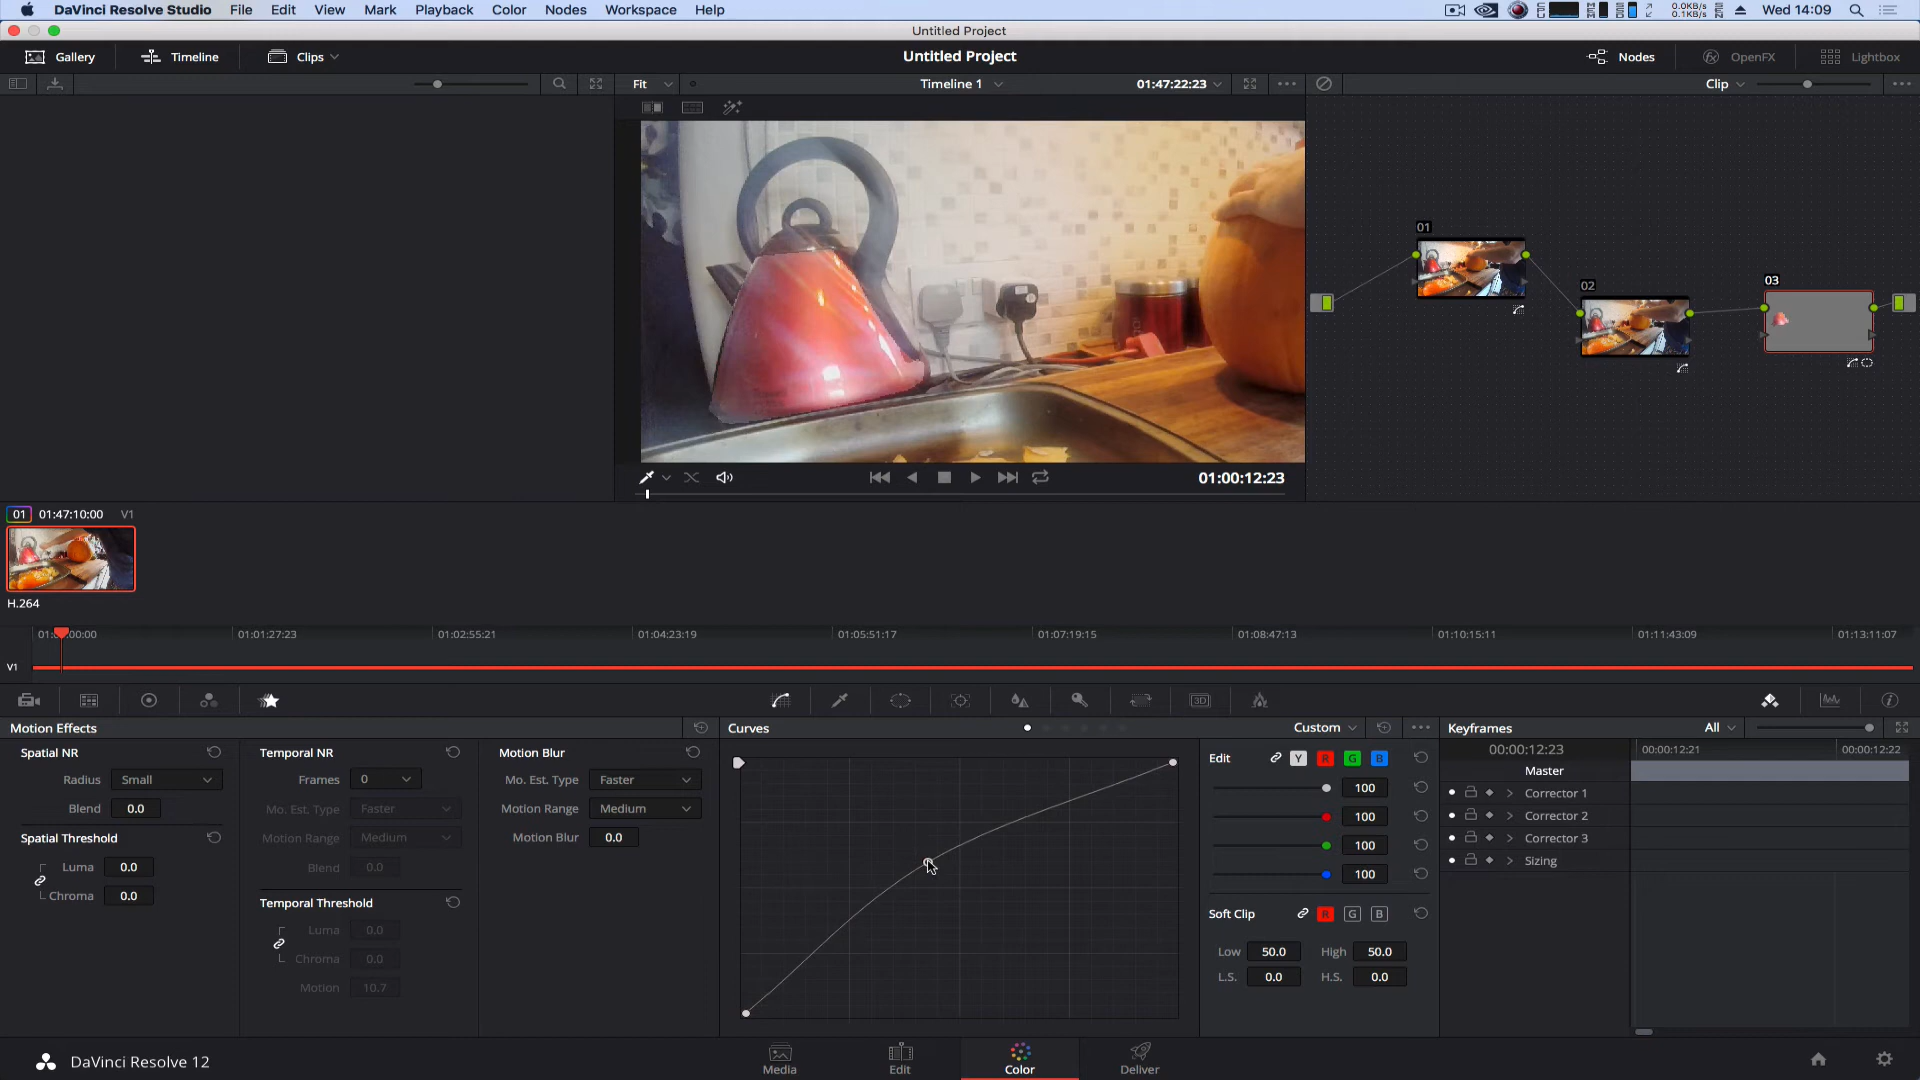 DaVinci Resolve Studio File Edit View Mark Playback Color Nodes Workspace Help 0.0KB/s 0.1KB/s Wed 14:09
Untitled Project
Gallery Timeline Clips Untitled Project Nodes OpenFX Lightbox
Fit Timeline 1 01:47:22:23 Clip
01
02
03
01:00:12:23
01 01:47:10:00 V1
H.264
01:01:27:23 01:02:55:21 01:04:23:19 01:05:51:17 01:07:19:15 01:08:47:13 01:10:15:11 01:11:43:09 01:13:11:07
V1
3D
Motion Effects Curves Custom Keyframes All
Spatial NR Temporal NR Motion Blur
Radius Small Frames 0 Mo. Est. Type Faster
Blend 0.0 Mo. Est. Type Faster Motion Range Medium
Spatial Threshold Motion Range Medium Motion Blur 0.0
Luma 0.0 Blend 0.0
Chroma 0.0 Temporal Threshold
Luma 0.0
Chroma 0.0
Motion 10.7
Edit Y R G B
100
100
100
100
Soft Clip R G B
Low 50.0 High 50.0
L.S. 0.0 H.S. 0.0
00:00:12:23 00:00:12:21 00:00:12:22
Master
Corrector 1
Corrector 2
Corrector 3
Sizing
DaVinci Resolve 12 Media Edit Color Deliver